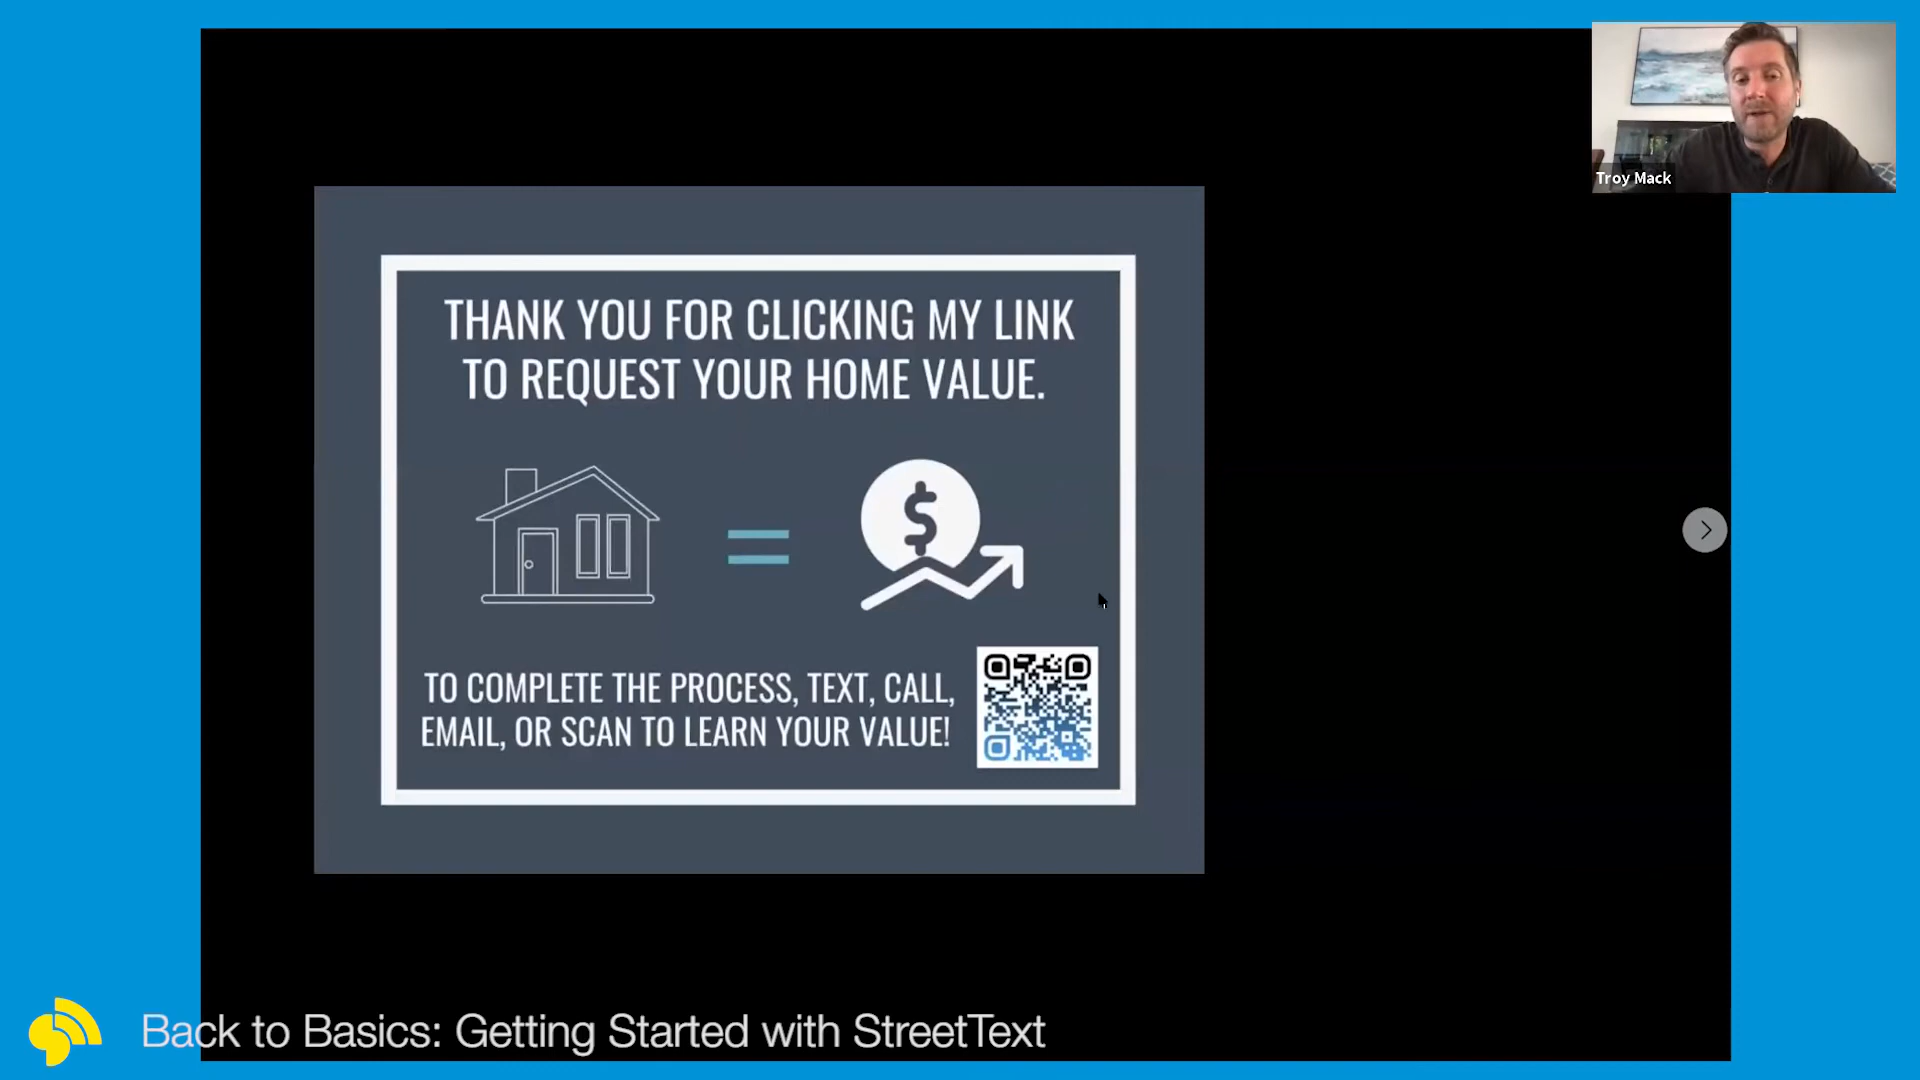 Troy Mack
THANK YOU FOR CLICKING MY LINK
TO REQUEST YOUR HOME VALUE.
$
=
TO COMPLETE THE PROCESS, TEXT, CALL,
EMAIL, OR SCAN TO LEARN YOUR VALUE!
Back to Basics: Getting Started with StreetText